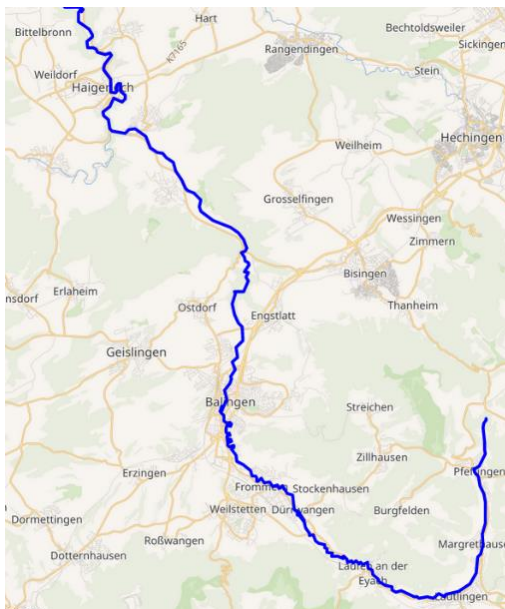 Hart
Bittelbronn
Bechtoldsweiler
Sickingen
Rangendingen
K7165
Stein
Weildorf
Haigerloch
Hechingen
Weilheim
Grosselfingen
Wessingen
Zimmern
Bisingen
Erlaheim
Thanheim
Ostdorf
Engstlatt
Geislingen
Balingen
Streichen
Zillhausen
Pfeffingen
Erzingen
Frommern
Stockenhausen
Weilstetten
Dürrwangen
Burgfelden
Dormettingen
Roßwangen
Dotternhausen
Margrethausen
Laufen an der
Eyach
Lautlingen